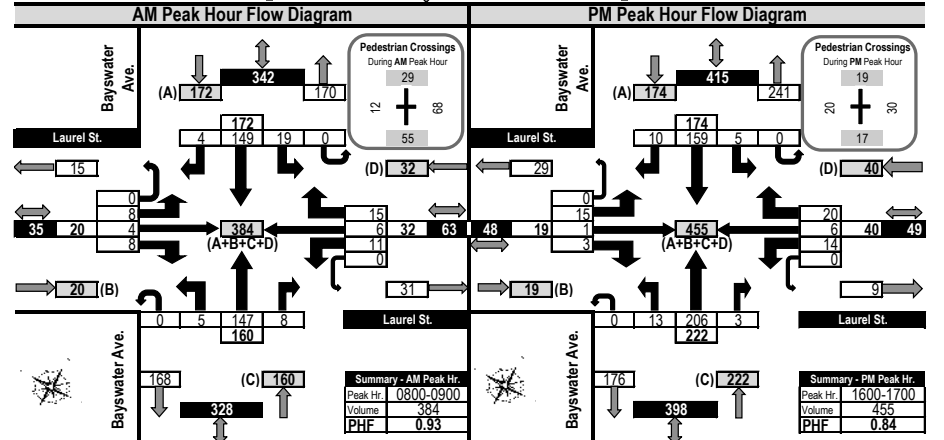 AM Peak Hour Flow Diagram
Bayswater
Ave.
342
(A) 172
170
Pedestrian Crossings
During AM Peak Hour
29
12
68
55
172
4 149 19 0
Laurel St.
15
(D) 32
0
8
4
8
35 20
384
(A+B+C+D)
15
6
11
0
32 63
20 (B)
31
0 5 147 8
160
Laurel St.
Bayswater Ave.
168
(C) 160
328
Summary - AM Peak Hr.
Peak Hr. 0800-0900
Volume 384
PHF 0.93
PM Peak Hour Flow Diagram
Bayswater
Ave.
415
(A) 174
241
Pedestrian Crossings
During PM Peak Hour
19
20
30
17
174
10 159 5 0
29
(D) 40
0
15
1
3
48 19
455
(A+B+C+D)
20
6
14
0
40 49
19 (B)
9
0 13 206 3
222
Laurel St.
Bayswater Ave.
176
(C) 222
398
Summary - PM Peak Hr.
Peak Hr. 1600-1700
Volume 455
PHF 0.84